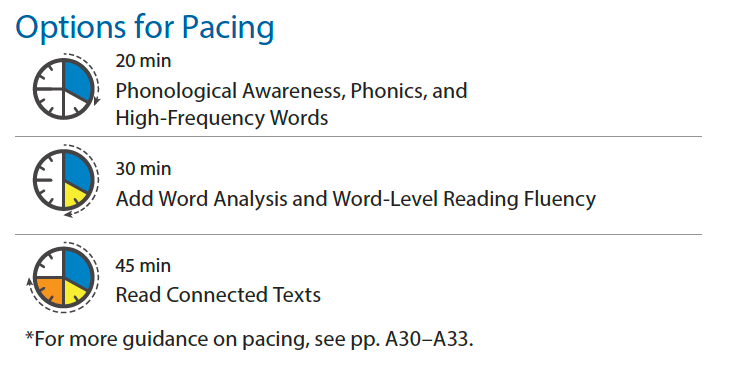 Options for Pacing
20 min
Phonological Awareness, Phonics, and
High-Frequency Words
30 min
Add Word Analysis and Word-Level Reading Fluency
45 min
Read Connected Texts
*For more guidance on pacing, see pp. A30–A33.